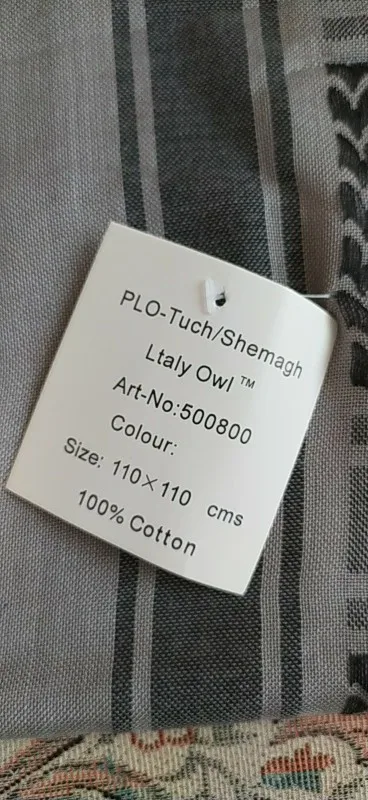 PLO-Tuch/Shemagh
Ltaly Owl ™
Art-No:500800
Colour:
Size: 110×110 cms
100% Cotton